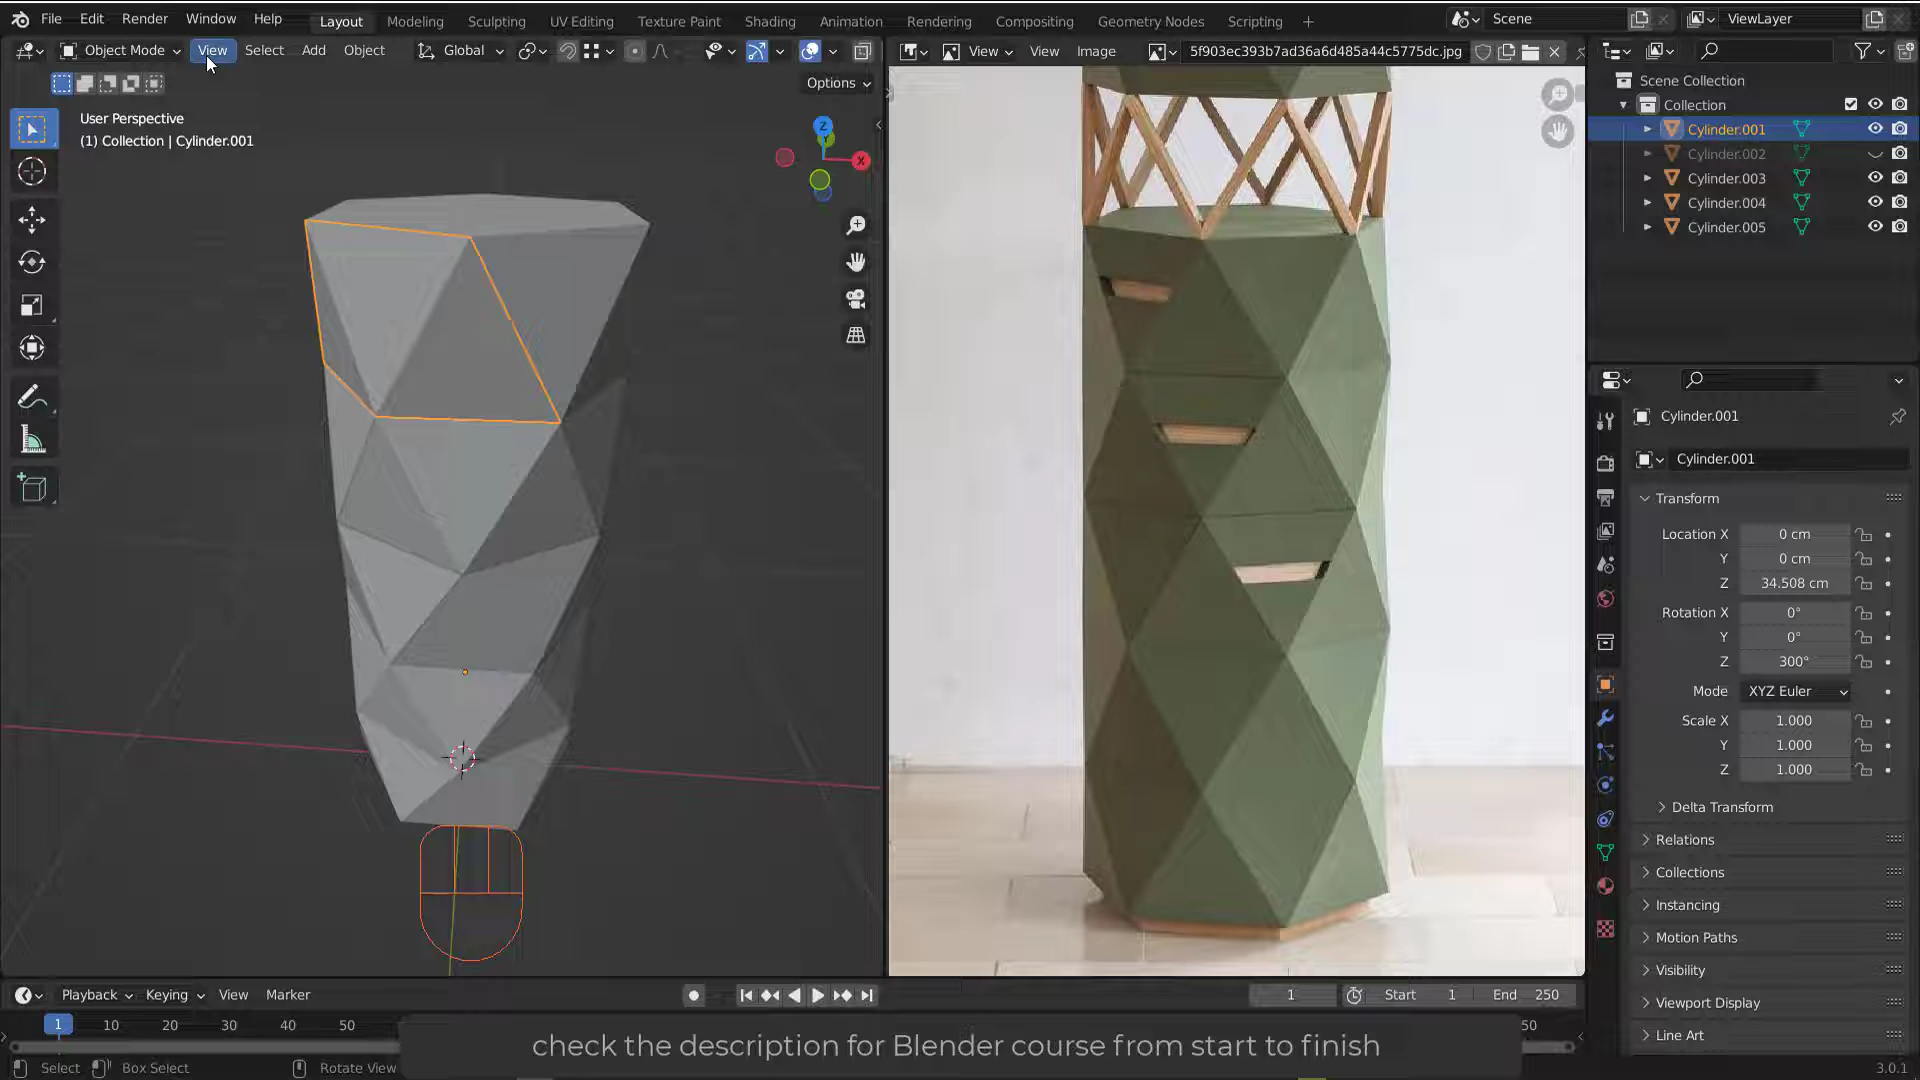 File Edit Render Window Help
Layout Modeling Sculpting UV Editing Texture Paint Shading Animation Rendering Compositing Geometry Nodes Scripting +
Scene
ViewLayer
Object Mode View Select Add Object Global
View View Image 5f903ec393b7ad36a6d485a44c5775dc.jpg
Options
User Perspective
(1) Collection | Cylinder.001
Z
X
Scene Collection
Collection
Cylinder.001
Cylinder.002
Cylinder.003
Cylinder.004
Cylinder.005
Cylinder.001
Cylinder.001
Transform
Location X 0 cm
Y 0 cm
Z 34.508 cm
Rotation X 0°
Y 0°
Z 300°
Mode XYZ Euler
Scale X 1.000
Y 1.000
Z 1.000
Delta Transform
Relations
Collections
Instancing
Motion Paths
Visibility
Viewport Display
Line Art
Playback Keying View Marker
1 Start 1 End 250
1 10 20 30 40 50
50
check the description for Blender course from start to finish
Select Box Select Rotate View
3.0.1